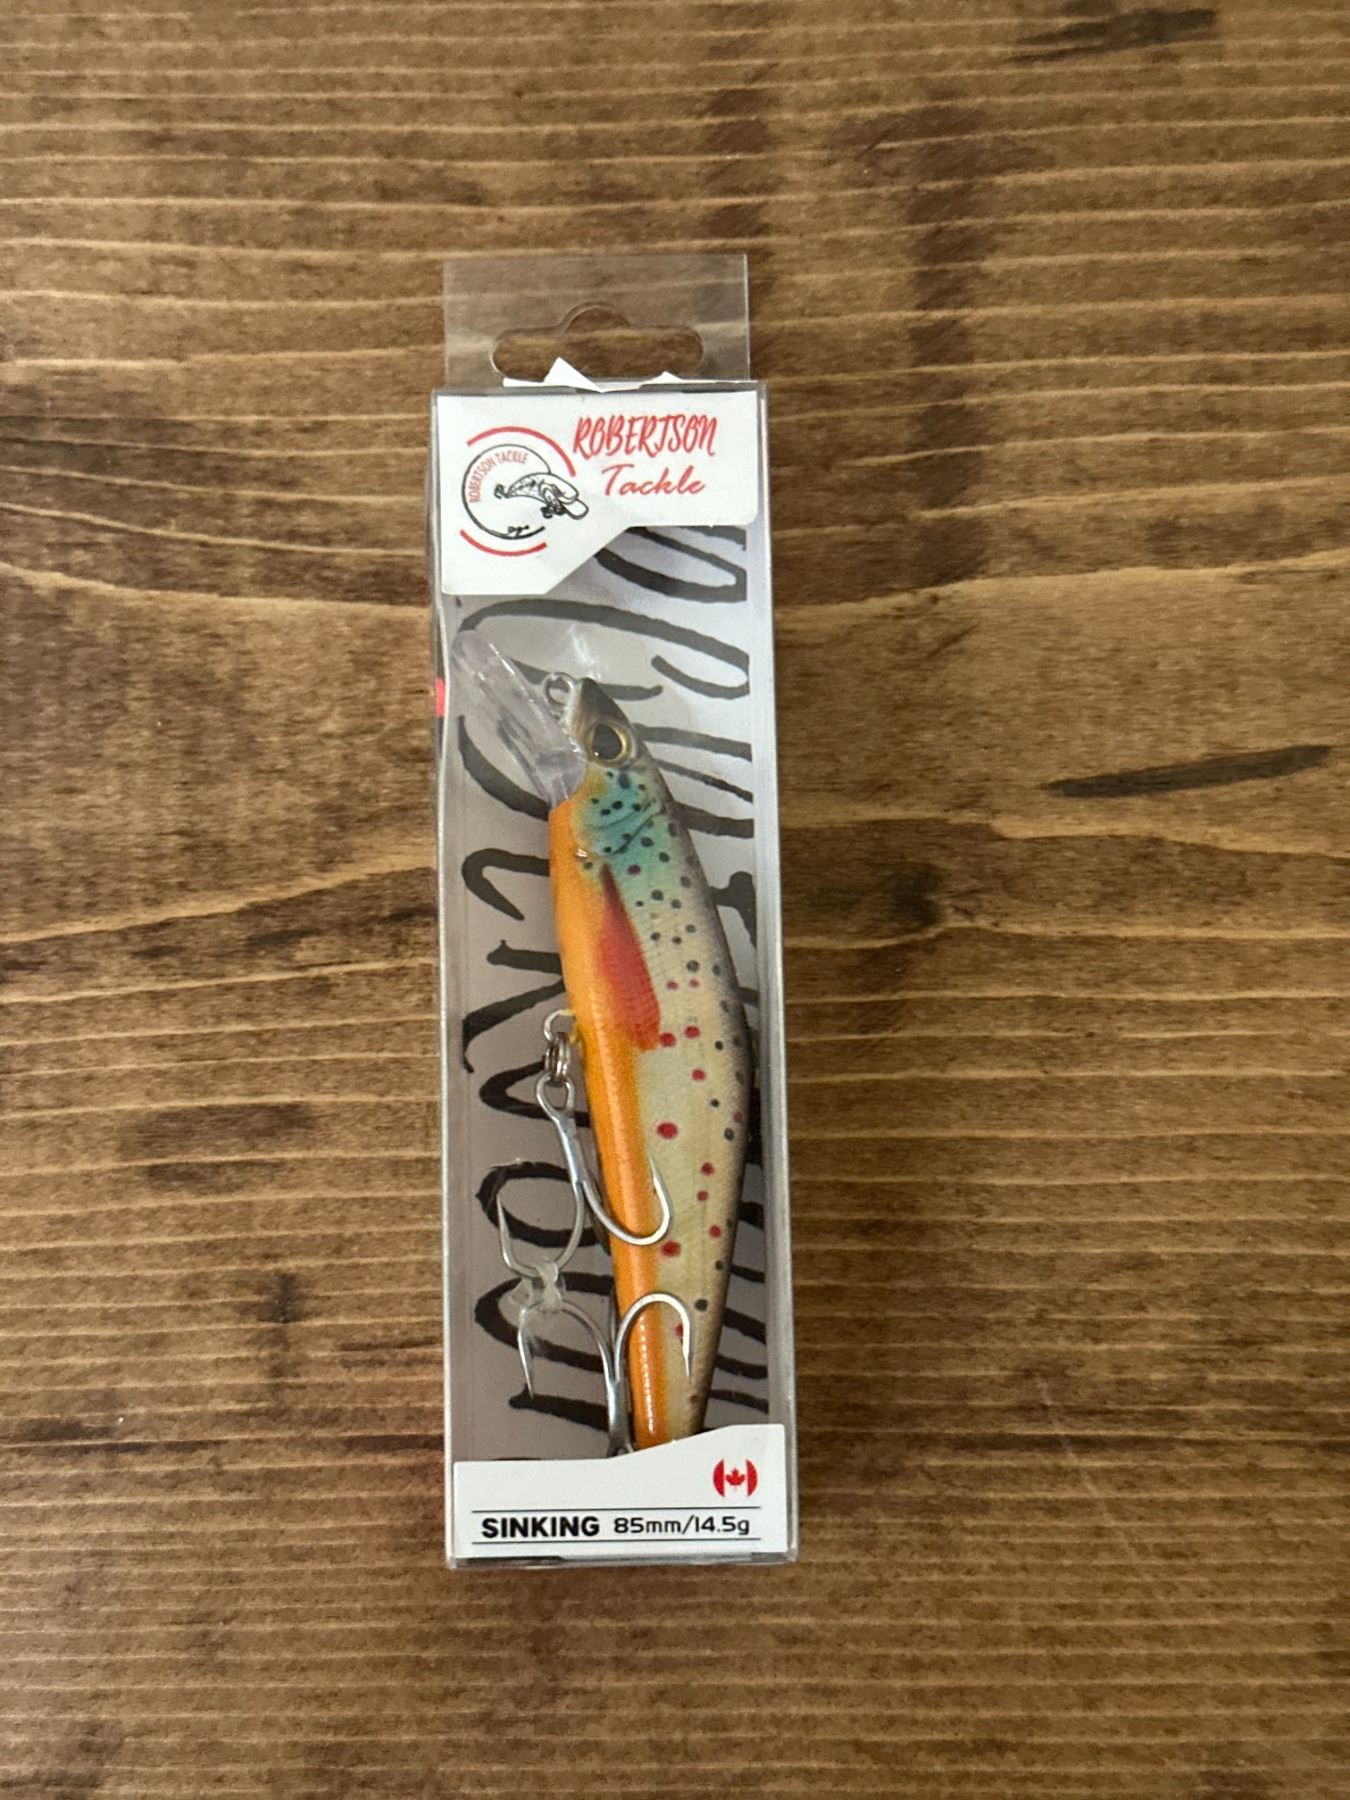 ROBERTSON
Tackle
ROBERTSON TACKLE
SINKING 85mm/14.5g